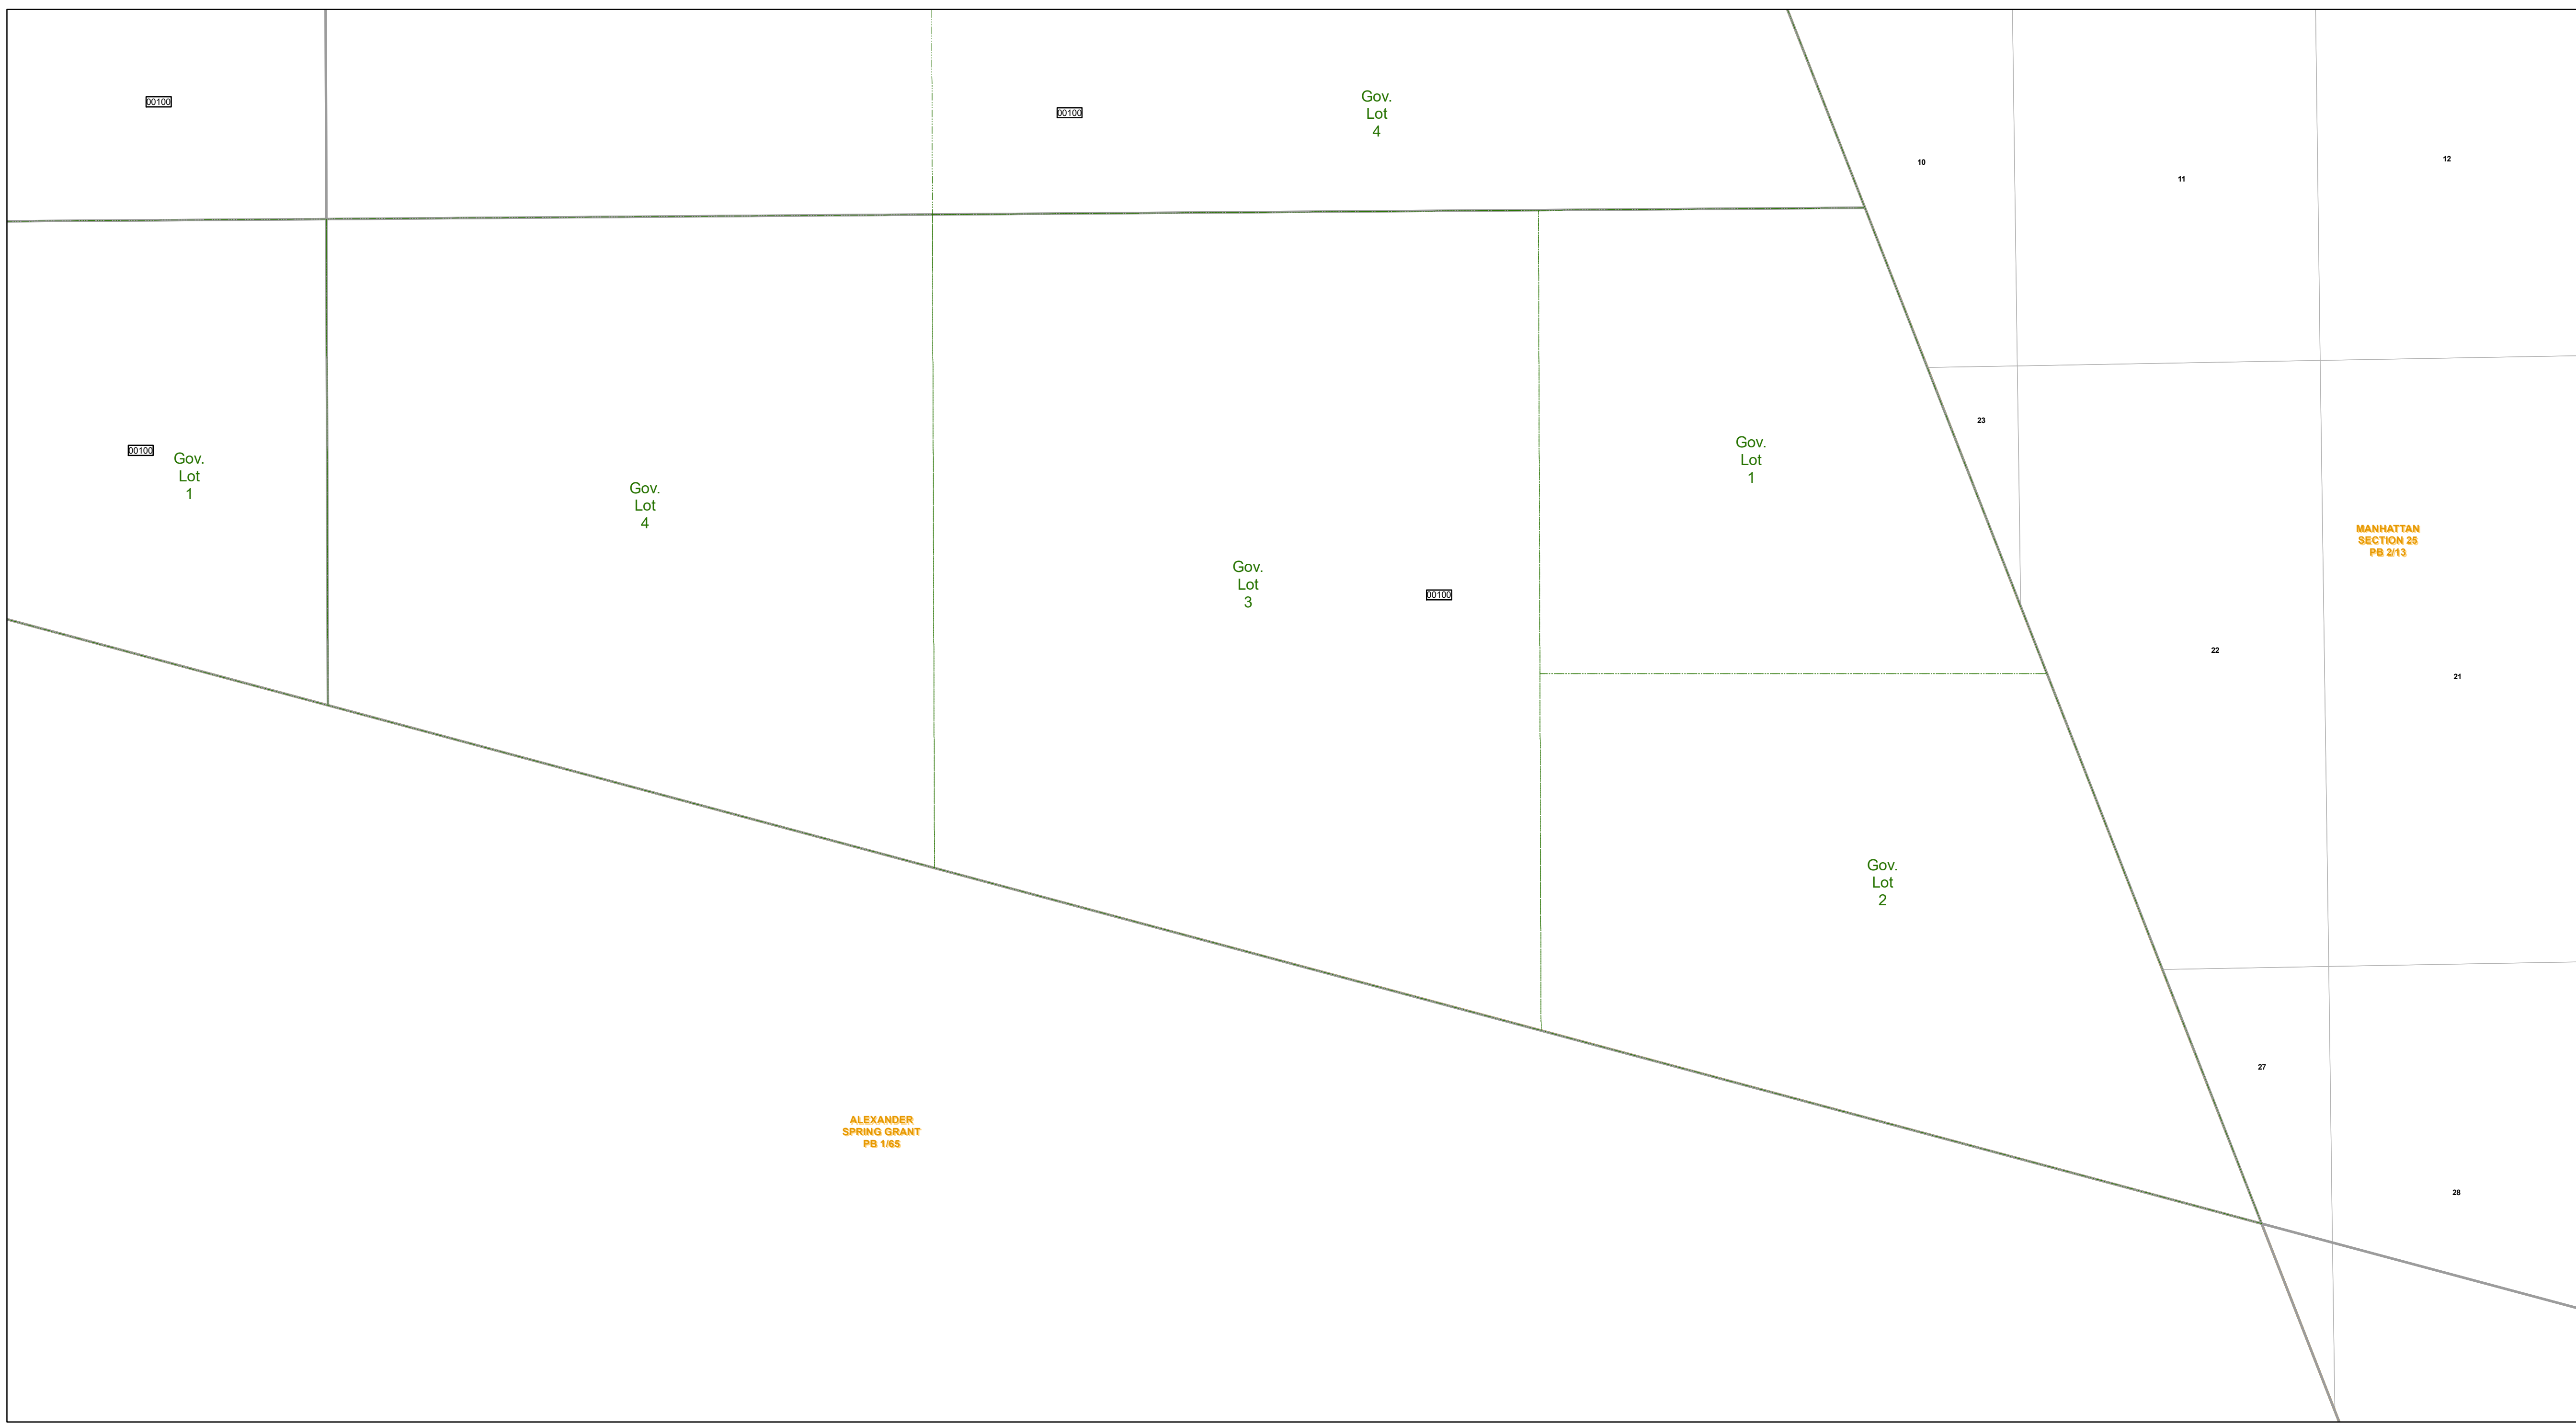 00100
00100
Gov.
Lot
4
10
11
12
00100
Gov.
Lot
1
Gov.
Lot
4
Gov.
Lot
3
00100
Gov.
Lot
1
23
MANHATTAN
SECTION 25
PB 2/13
22
21
Gov.
Lot
2
27
ALEXANDER
SPRING GRANT
PB 1/65
28